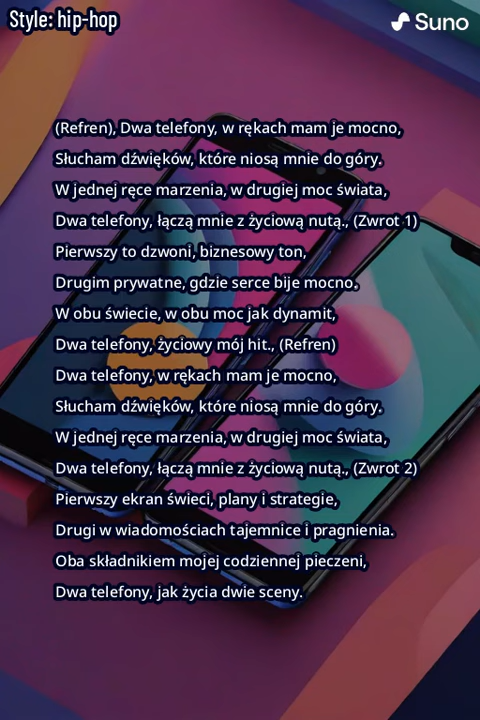 Style: hip-hop
Suno
(Refren), Dwa telefony, w rękach mam je mocno,
Słucham dźwięków, które niosą mnie do góry.
W jednej ręce marzenia, w drugiej moc świata,
Dwa telefony, łączą mnie z życiową nutą., (Zwrot 1)
Pierwszy to dzwoni, biznesowy ton,
Drugim prywatne, gdzie serce bije mocno.
W obu świecie, w obu moc jak dynamit,
Dwa telefony, życiowy mój hit., (Refren)
Dwa telefony, w rękach mam je mocno,
Słucham dźwięków, które niosą mnie do góry.
W jednej ręce marzenia, w drugiej moc świata,
Dwa telefony, łączą mnie z życiową nutą., (Zwrot 2)
Pierwszy ekran świeci, plany i strategie,
Drugi w wiadomościach tajemnice i pragnienia.
Oba składnikiem mojej codziennej pieczeni,
Dwa telefony, jak życia dwie sceny.